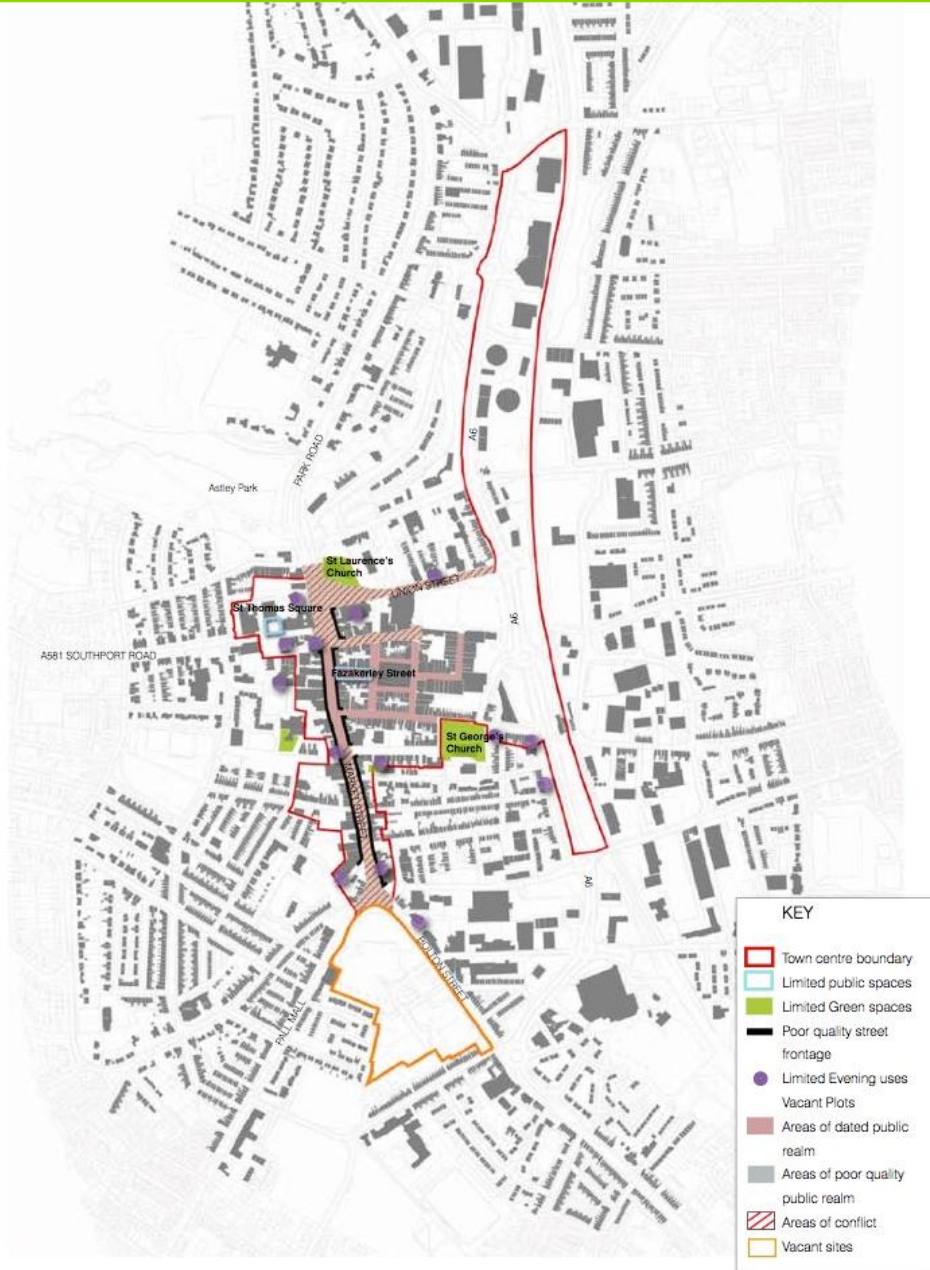 PARK ROAD
A6
Astley Park
St Laurence's
Church
UNION STREET
St Thomas Square
A6
A581 SOUTHPORT ROAD
Fazakerley Street
St George's
Church
MARKET STREET
A6
BOLTON STREET
PALL MALL
KEY
Town centre boundary
Limited public spaces
Limited Green spaces
Poor quality street
frontage
Limited Evening uses
Vacant Plots
Areas of dated public
realm
Areas of poor quality
public realm
Areas of conflict
Vacant sites